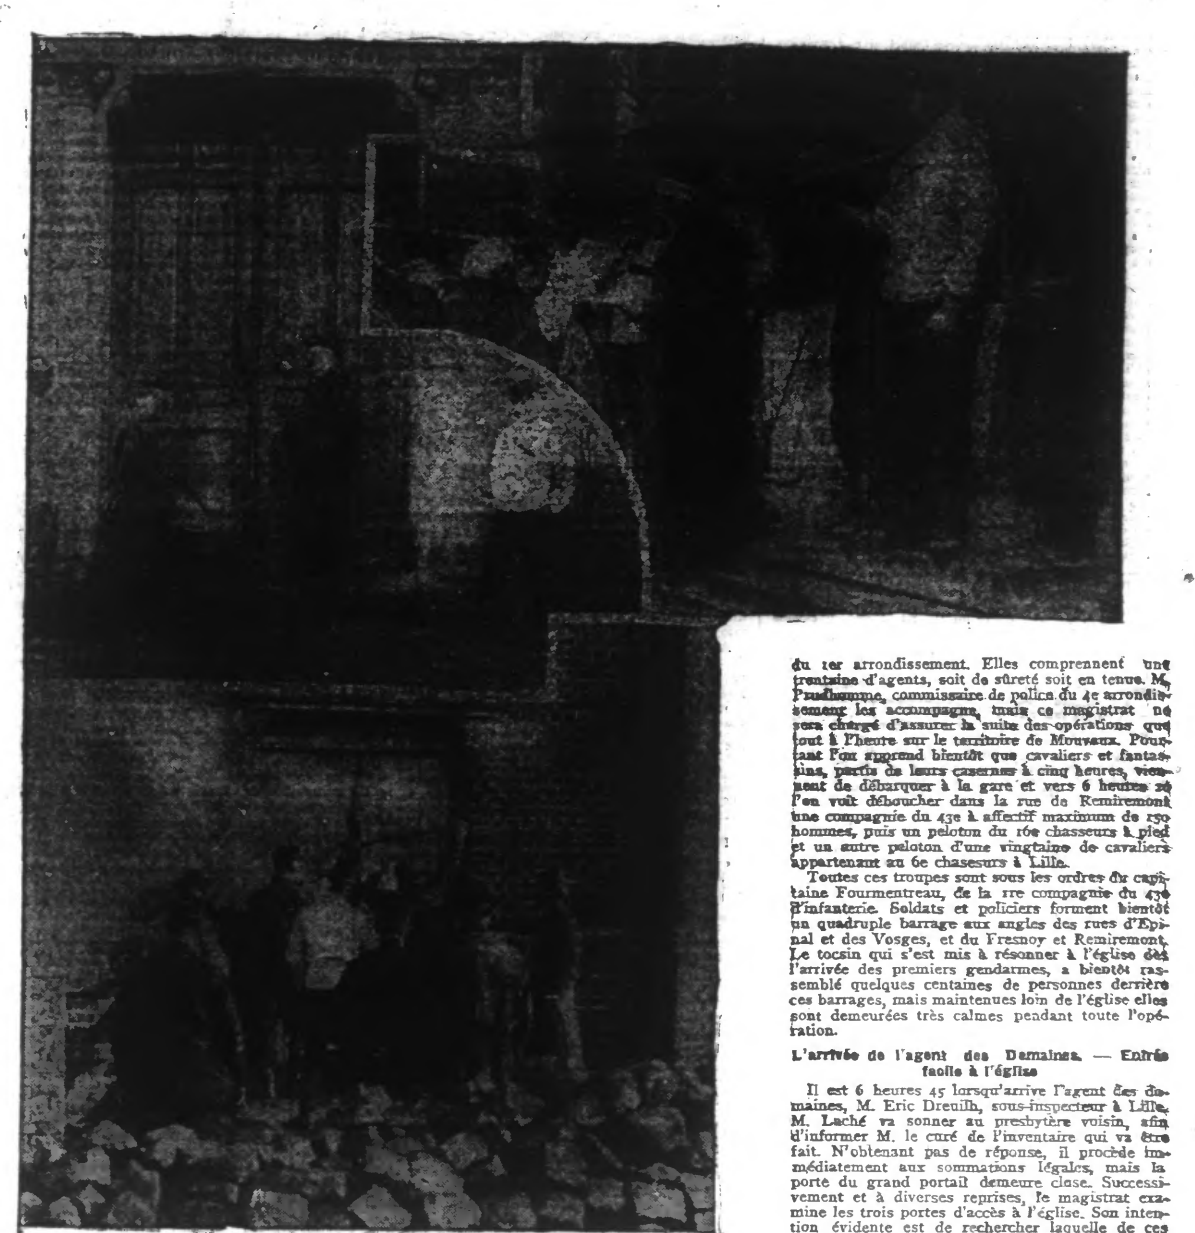 du 1er arrondissement. Elles comprennent une
trentaine d'agents, soit de sûreté soit en tenue. M.
Prudhomme, commissaire de police du 4e arrondis-
sement les accompagne, mais ce magistrat ne
sera chargé d'assurer la suite des opérations que
tout à l'heure sur le territoire de Mouvaux. Pour-
tant l'on apprend bientôt que cavaliers et fantas-
sins, partis de leurs casernes à cinq heures, vien-
nent de débarquer à la gare et vers 6 heures 10
l'on voit déboucher dans la rue de Remiremont
une compagnie du 43e à affectif maximum de 150
hommes, puis un peloton du 16e chasseurs à pied
et un autre peloton d'une vingtaine de cavaliers
appartenant au 6e chasesurs à Lille.
Toutes ces troupes sont sous les ordres du capi-
taine Fourmentreau, de la 1re compagnie du 43e
d'infanterie. Soldats et policiers forment bientôt
un quadruple barrage aux angles des rues d'Epi-
nal et des Vosges, et du Fresnoy et Remiremont.
Le tocsin qui s'est mis à résonner à l'église dès
l'arrivée des premiers gendarmes, a bientôt ras-
semblé quelques centaines de personnes derrière
ces barrages, mais maintenues loin de l'église elles
sont demeurées très calmes pendant toute l'opé-
ration.
L'arrivée de l'agent des Domaines. — Entrée
facile à l'église
Il est 6 heures 45 lorsqu'arrive l'agent des do-
maines, M. Eric Dreuilh, sous-inspecteur à Lille.
M. Laché va sonner au presbytère voisin, afin
d'informer M. le curé de l'inventaire qui va être
fait. N'obtenant pas de réponse, il procède im-
médiatement aux sommations légales, mais la
porte du grand portail demeure close. Successi-
vement et à diverses reprises, le magistrat exa-
mine les trois portes d'accès à l'église. Son inten-
tion évidente est de rechercher laquelle de ces